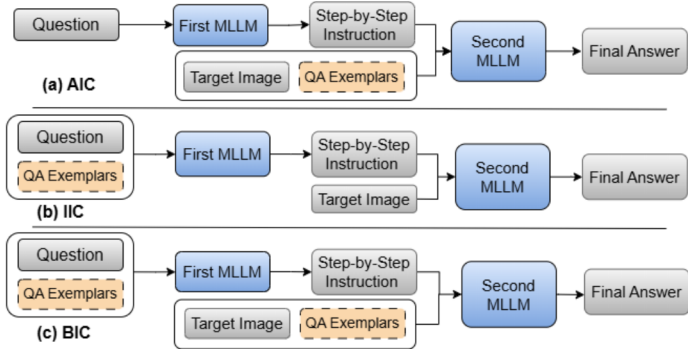 Question
First MLLM
Step-by-Step
Instruction
Target Image
QA Exemplars
Second
MLLM
Final Answer
(a) AIC
Question
QA Exemplars
First MLLM
Step-by-Step
Instruction
Target Image
Second
MLLM
Final Answer
(b) IIC
Question
QA Exemplars
First MLLM
Step-by-Step
Instruction
Target Image
QA Exemplars
Second
MLLM
Final Answer
(c) BIC